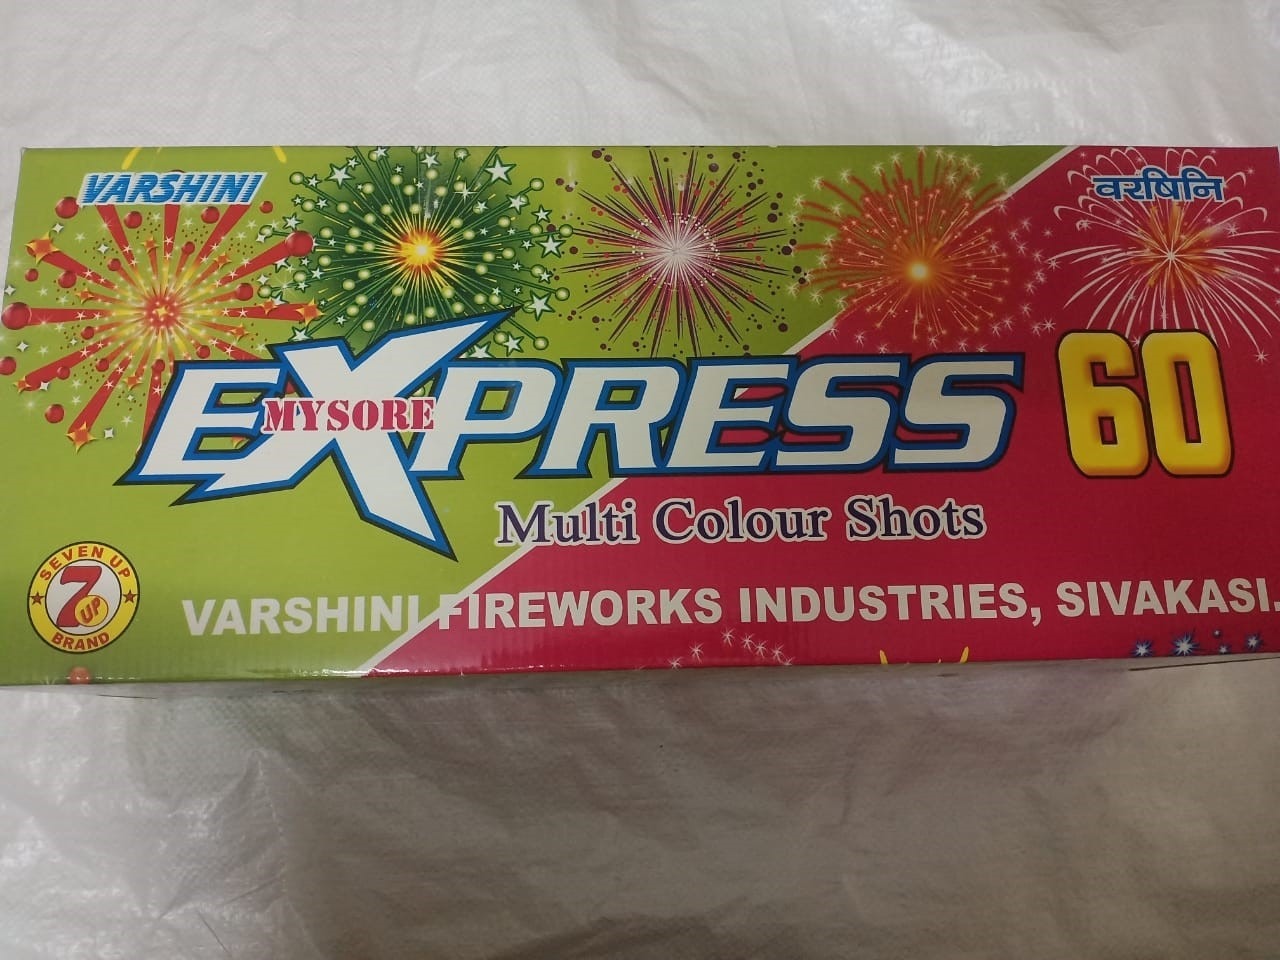 VARSHINI
वरषिनि
MYSORE
EXPRESS 60
Multi Colour Shots
SEVEN UP
7
UP
BRAND
VARSHINI FIREWORKS INDUSTRIES, SIVAKASI.